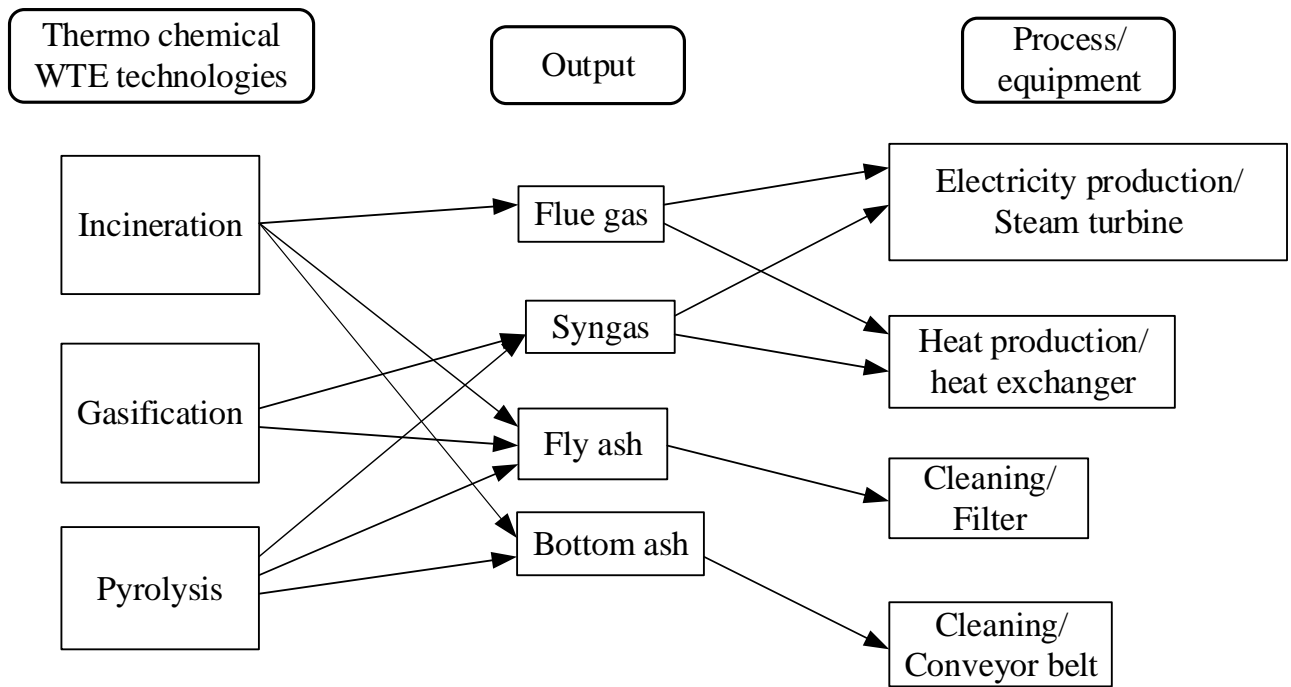 Thermo chemical
WTE technologies
Output
Process/
equipment
Incineration
Gasification
Pyrolysis
Flue gas
Syngas
Fly ash
Bottom ash
Electricity production/
Steam turbine
Heat production/
heat exchanger
Cleaning/
Filter
Cleaning/
Conveyor belt